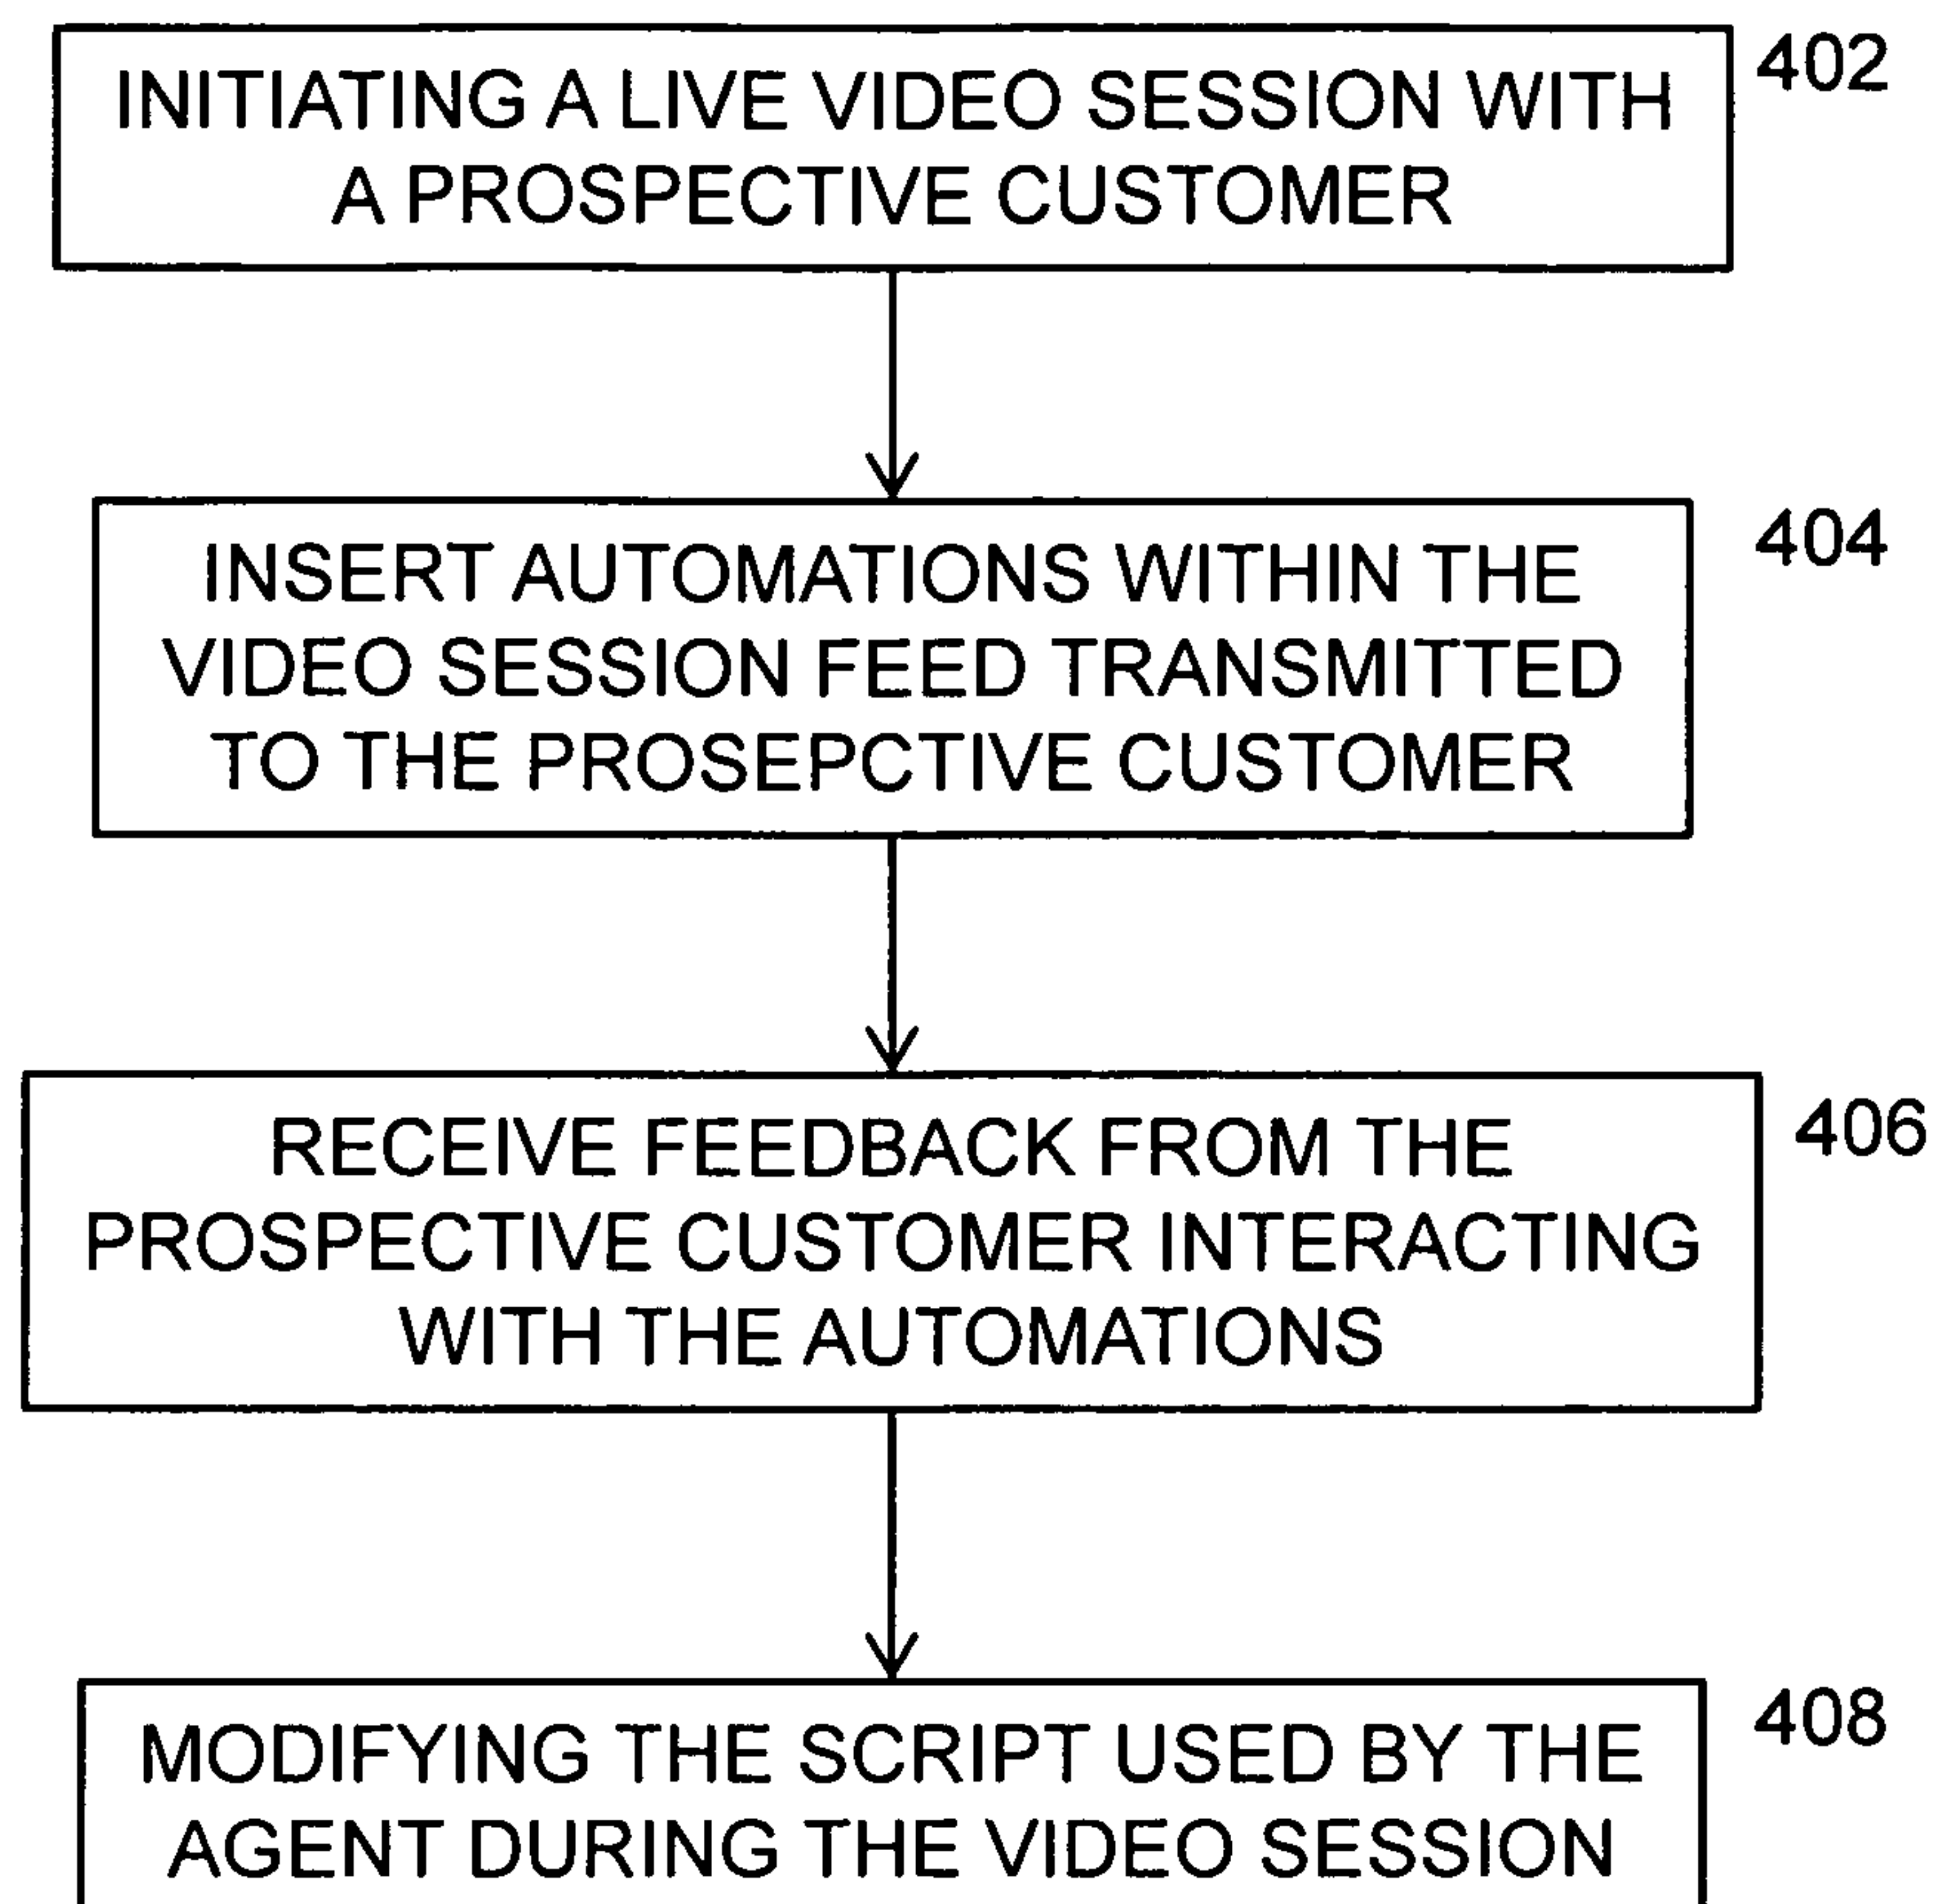 INITIATING A LIVE VIDEO SESSION WITH
A PROSPECTIVE CUSTOMER
402
INSERT AUTOMATIONS WITHIN THE
VIDEO SESSION FEED TRANSMITTED
TO THE PROSEPCTIVE CUSTOMER
404
RECEIVE FEEDBACK FROM THE
PROSPECTIVE CUSTOMER INTERACTING
WITH THE AUTOMATIONS
406
MODIFYING THE SCRIPT USED BY THE
AGENT DURING THE VIDEO SESSION
408